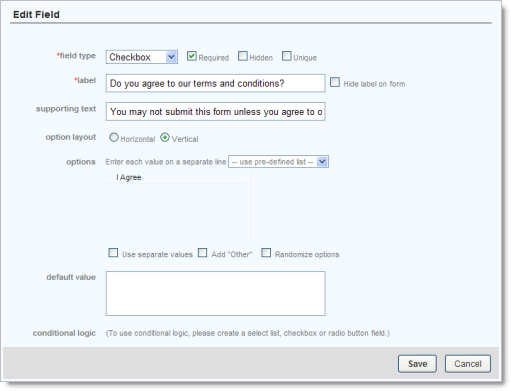 Edit Field
*field type Checkbox Required Hidden Unique
*label Do you agree to our terms and conditions? Hide label on form
supporting text You may not submit this form unless you agree to o
option layout Horizontal Vertical
options Enter each value on a separate line -- use pre-defined list --
I Agree
Use separate values Add "Other" Randomize options
default value
conditional logic (To use conditional logic, please create a select list, checkbox or radio button field.)
Save Cancel